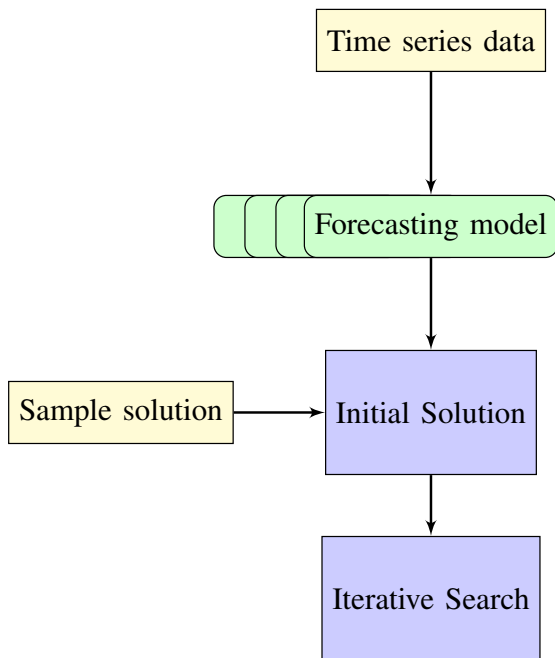 Time series data
Forecasting model
Sample solution
Initial Solution
Iterative Search